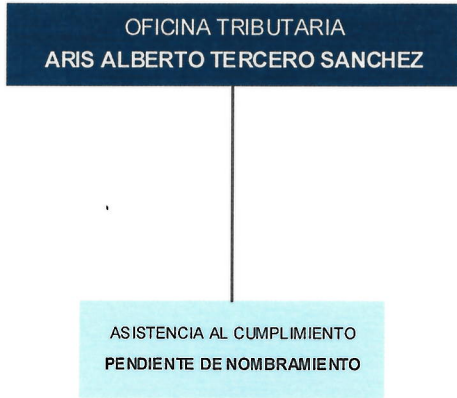 OFICINA TRIBUTARIA
ARIS ALBERTO TERCERO SANCHEZ
ASISTENCIA AL CUMPLIMIENTO
PENDIENTE DE NOMBRAMIENTO